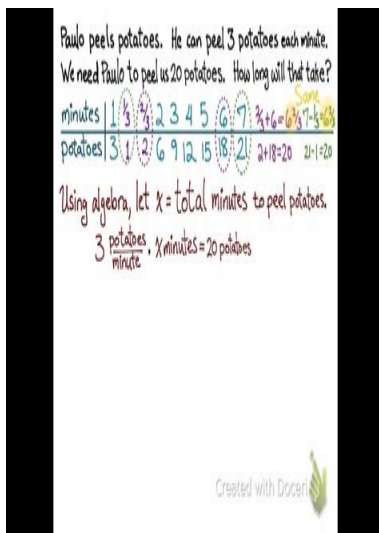 Paulo peels potatoes. He can peel 3 potatoes each minute.
We need Paulo to peel us 20 potatoes. How long will that take?
Same
minutes | 1 ⅓ ⅔ 2 3 4 5 6 7 ⅔+6=6⅔ 7-⅓=6⅔
potatoes | 3 1 2 6 9 12 15 18 21 2+18=20 21-1=20
Using algebra, let x = total minutes to peel potatoes.
3 potatoes/minute · x minutes = 20 potatoes
Created with Doceri